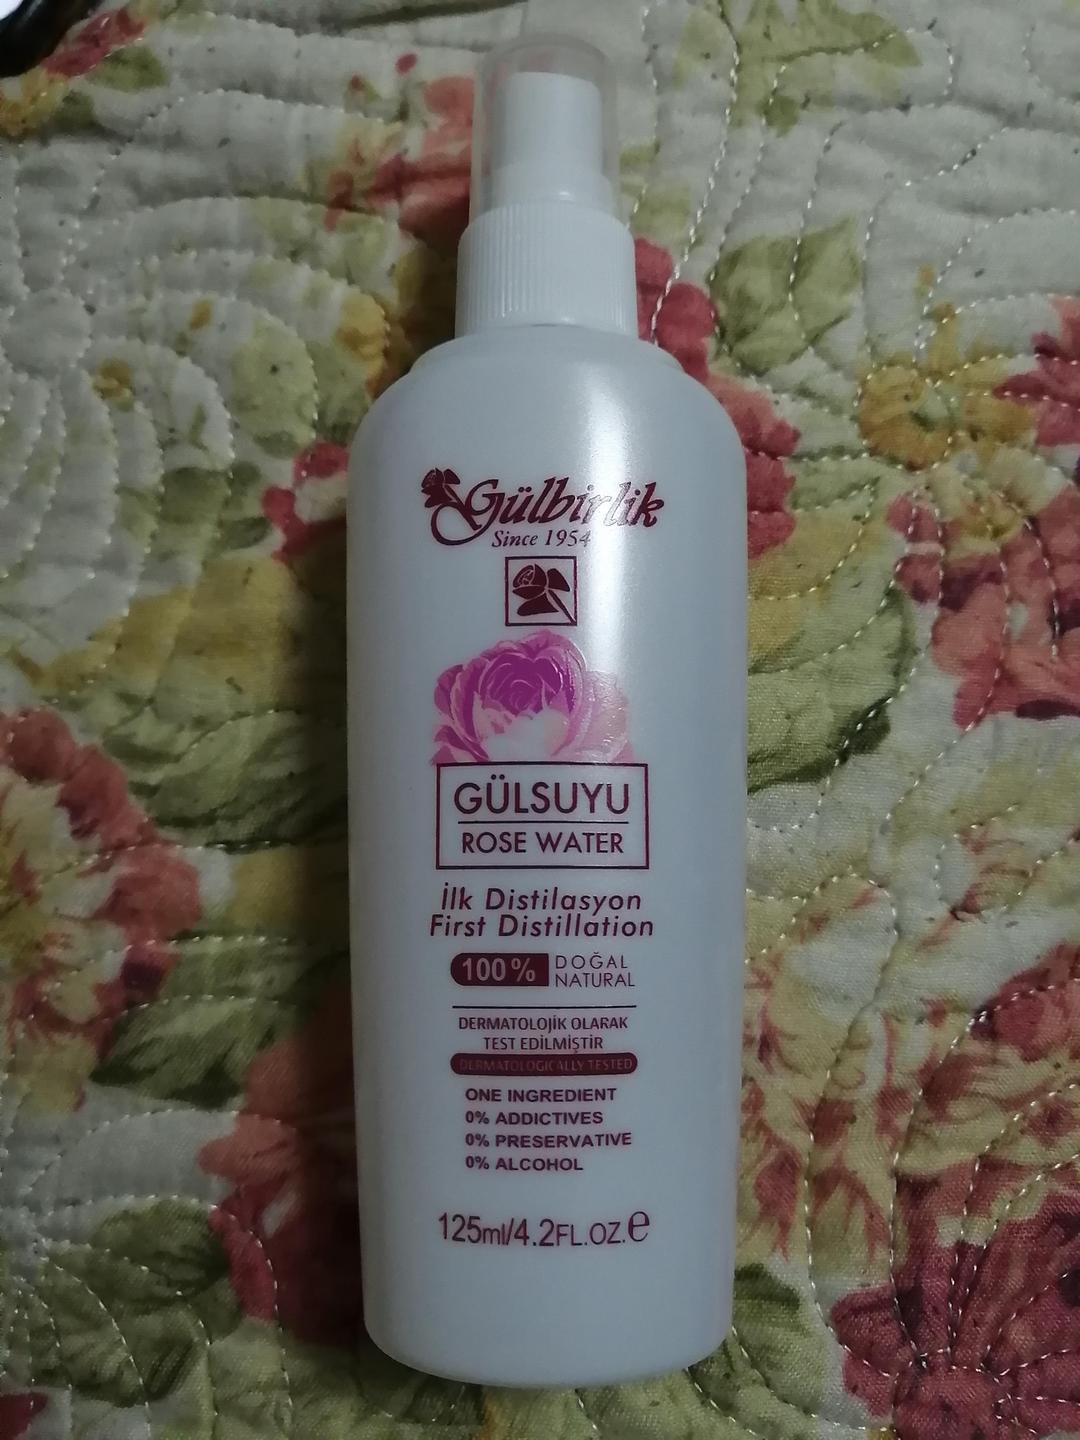 Gülbirlik
Since 1954
GÜLSUYU
ROSE WATER
İlk Distilasyon
First Distillation
100 % DOĞAL
NATURAL
DERMATOLOJİK OLARAK
TEST EDİLMİŞTİR
DERMATOLOGICALLY TESTED
ONE INGREDIENT
0% ADDICTIVES
0% PRESERVATIVE
0% ALCOHOL
125ml/4.2FL.OZ.e